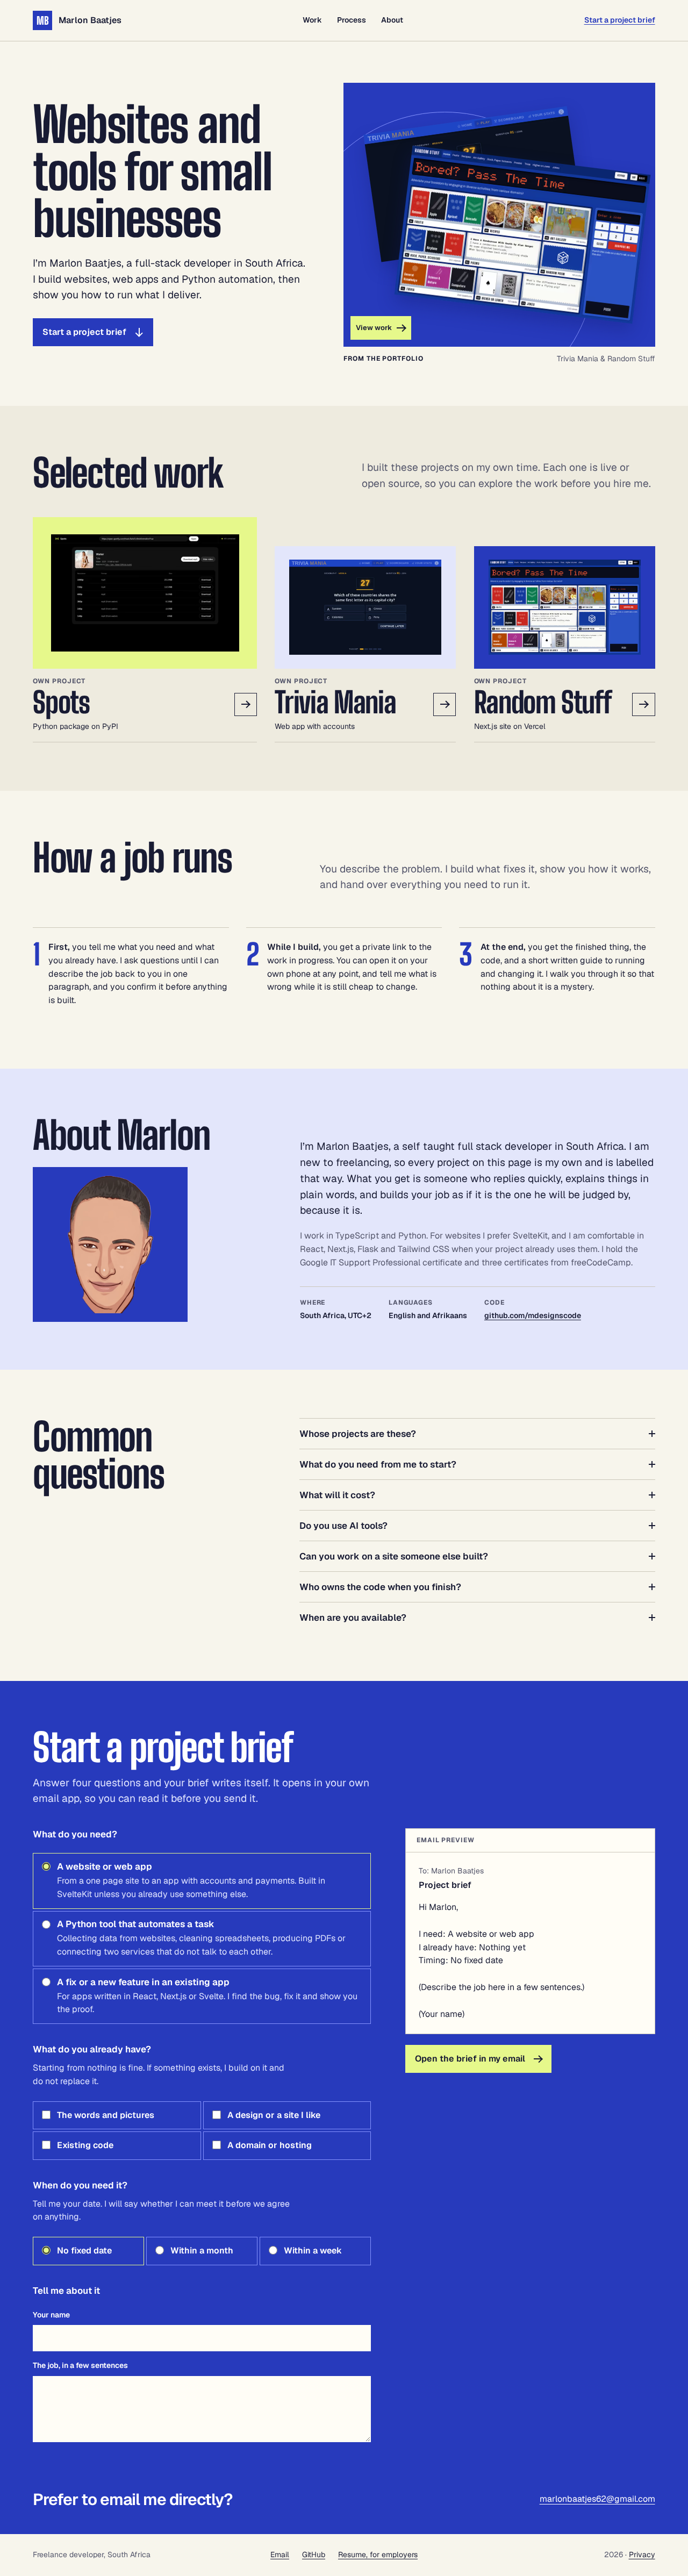 MB Marlon Baatjes
Work Process About
Start a project brief
Websites and
tools for small
businesses
I'm Marlon Baatjes, a full-stack developer in South Africa.
I build websites, web apps and Python automation, then
show you how to run what I deliver.
Start a project brief
TRIVIA MANIA
27
RANDOM STUFF
Bored? Pass The Time
View work
FROM THE PORTFOLIO
Trivia Mania & Random Stuff
Selected work
I built these projects on my own time. Each one is live or
open source, so you can explore the work before you hire me.
TRIVIA MANIA
27
Which of these countries shares the
same first letter as its capital city?
Bored? Pass The Time
OWN PROJECT
Spots
Python package on PyPI
OWN PROJECT
Trivia Mania
Web app with accounts
OWN PROJECT
Random Stuff
Next.js site on Vercel
How a job runs
You describe the problem. I build what fixes it, show you how it works,
and hand over everything you need to run it.
1
First, you tell me what you need and what
you already have. I ask questions until I can
describe the job back to you in one
paragraph, and you confirm it before anything
is built.
2
While I build, you get a private link to the
work in progress. You can open it on your
own phone at any point, and tell me what is
wrong while it is still cheap to change.
3
At the end, you get the finished thing, the
code, and a short written guide to running
and changing it. I walk you through it so that
nothing about it is a mystery.
About Marlon
I'm Marlon Baatjes, a self taught full stack developer in South Africa. I am
new to freelancing, so every project on this page is my own and is labelled
that way. What you get is someone who replies quickly, explains things in
plain words, and builds your job as if it is the one he will be judged by,
because it is.
I work in TypeScript and Python. For websites I prefer SvelteKit, and I am comfortable in
React, Next.js, Flask and Tailwind CSS when your project already uses them. I hold the
Google IT Support Professional certificate and three certificates from freeCodeCamp.
WHERE
South Africa, UTC+2
LANGUAGES
English and Afrikaans
CODE
github.com/mdesignscode
Common
questions
Whose projects are these?
What do you need from me to start?
What will it cost?
Do you use AI tools?
Can you work on a site someone else built?
Who owns the code when you finish?
When are you available?
Start a project brief
Answer four questions and your brief writes itself. It opens in your own
email app, so you can read it before you send it.
What do you need?
A website or web app
From a one page site to an app with accounts and payments. Built in
SvelteKit unless you already use something else.
A Python tool that automates a task
Collecting data from websites, cleaning spreadsheets, producing PDFs or
connecting two services that do not talk to each other.
A fix or a new feature in an existing app
For apps written in React, Next.js or Svelte. I find the bug, fix it and show you
the proof.
What do you already have?
Starting from nothing is fine. If something exists, I build on it and
do not replace it.
The words and pictures
A design or a site I like
Existing code
A domain or hosting
When do you need it?
Tell me your date. I will say whether I can meet it before we agree
on anything.
No fixed date
Within a month
Within a week
Tell me about it
Your name
The job, in a few sentences
EMAIL PREVIEW
To: Marlon Baatjes
Project brief
Hi Marlon,
I need: A website or web app
I already have: Nothing yet
Timing: No fixed date
(Describe the job here in a few sentences.)
(Your name)
Open the brief in my email
Prefer to email me directly?
marlonbaatjes62@gmail.com
Freelance developer, South Africa
Email GitHub Resume, for employers
2026 · Privacy